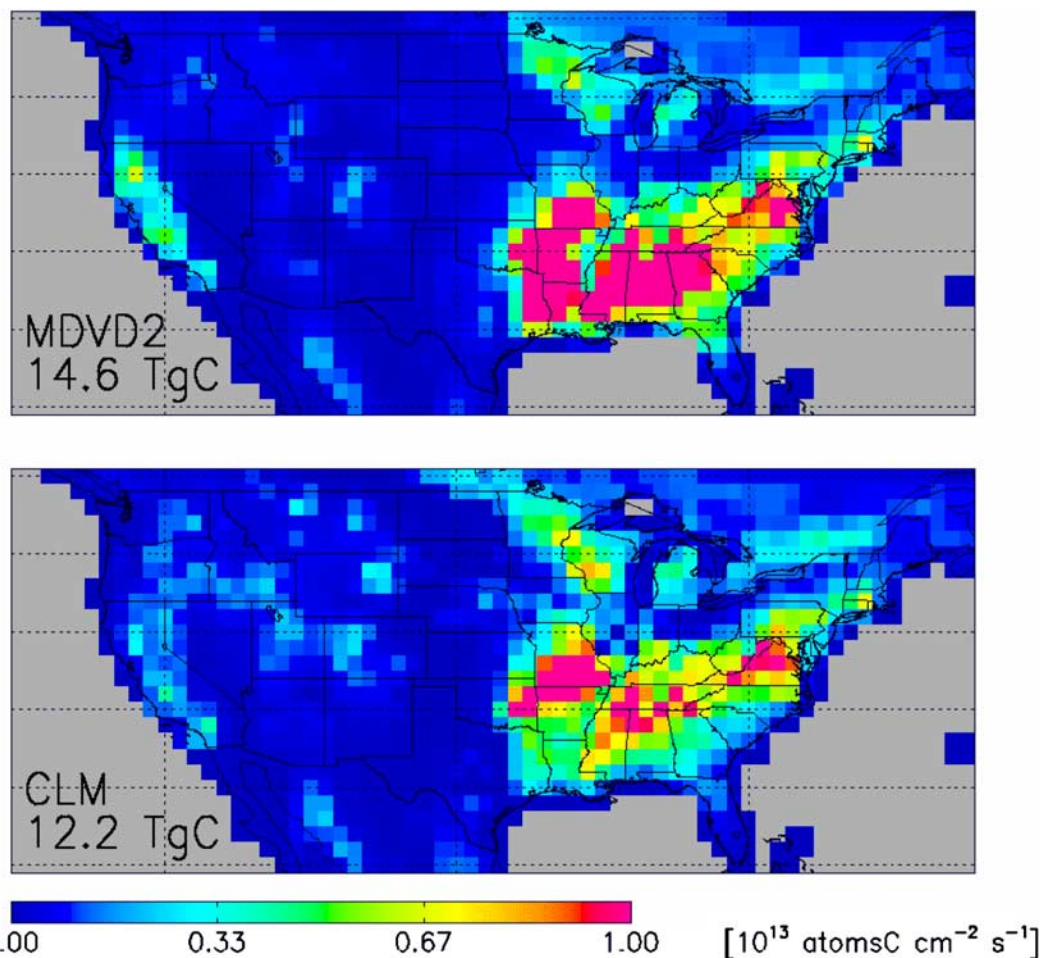 MDVD2
14.6 TgC
CLM
12.2 TgC
.00 0.33 0.67 1.00 [10¹³ atomsC cm⁻² s⁻¹]